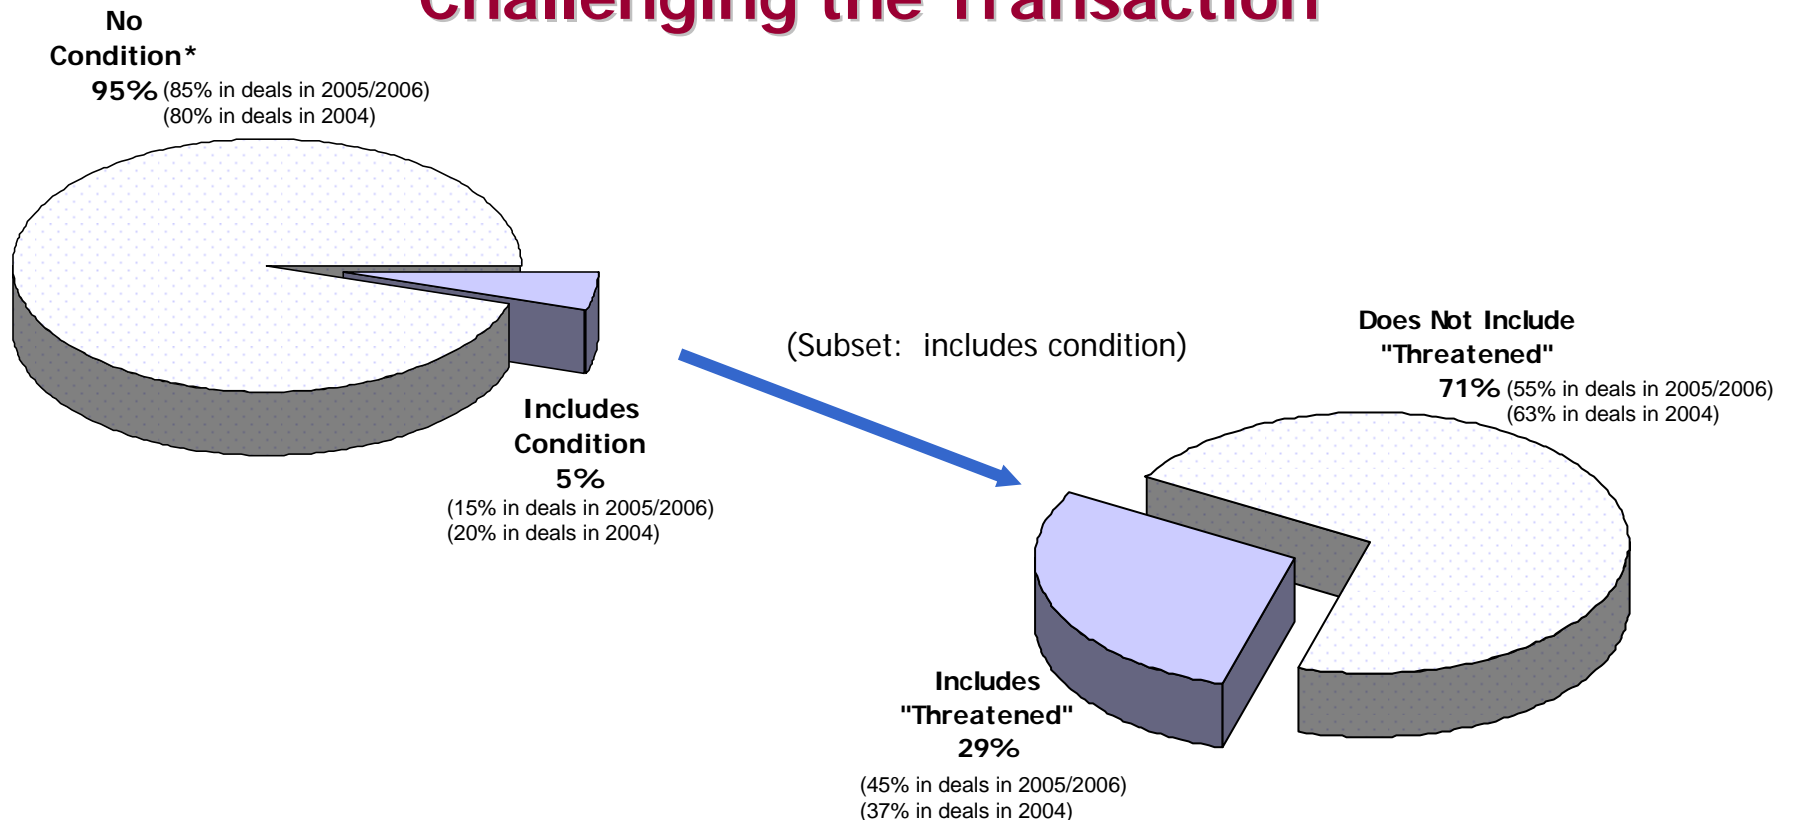 Challenging the Transaction
No
Condition*
95% (85% in deals in 2005/2006)
(80% in deals in 2004)
Includes
Condition
5%
(15% in deals in 2005/2006)
(20% in deals in 2004)
(Subset: includes condition)
Does Not Include
"Threatened"
71% (55% in deals in 2005/2006)
(63% in deals in 2004)
Includes
"Threatened"
29%
(45% in deals in 2005/2006)
(37% in deals in 2004)